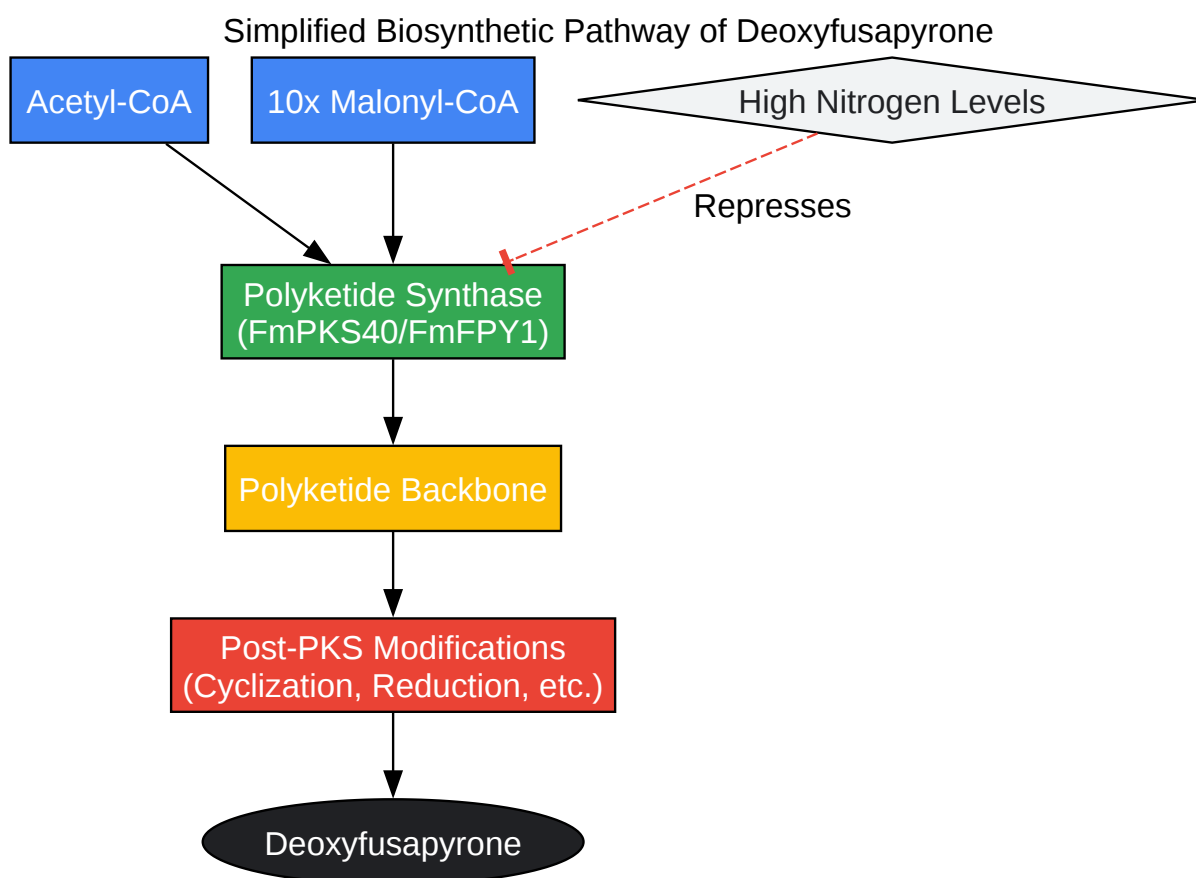 Simplified Biosynthetic Pathway of Deoxyfusapyrone
Acetyl-CoA
10x Malonyl-CoA
High Nitrogen Levels
Represses
Polyketide Synthase
(FmPKS40/FmFPY1)
Polyketide Backbone
Post-PKS Modifications
(Cyclization, Reduction, etc.)
Deoxyfusapyrone